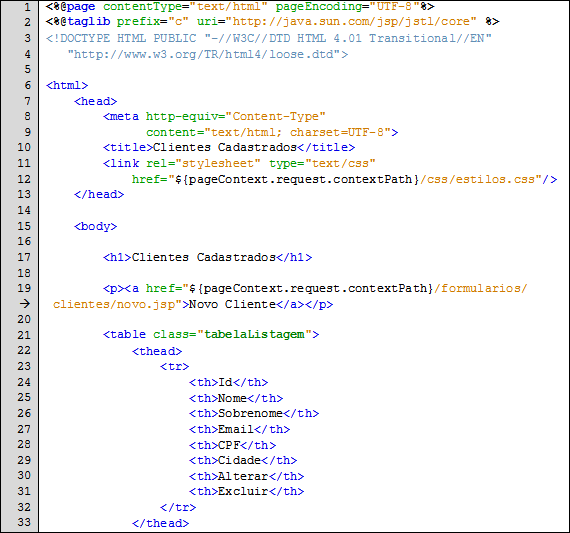 1 <%@page contentType="text/html" pageEncoding="UTF-8"%>
2 <%@taglib prefix="c" uri="http://java.sun.com/jsp/jstl/core" %>
3 <!DOCTYPE HTML PUBLIC "-//W3C//DTD HTML 4.01 Transitional//EN"
4    "http://www.w3.org/TR/html4/loose.dtd">
5
6 <html>
7     <head>
8         <meta http-equiv="Content-Type"
9               content="text/html; charset=UTF-8">
10         <title>Clientes Cadastrados</title>
11         <link rel="stylesheet" type="text/css"
12             href="${pageContext.request.contextPath}/css/estilos.css"/>
13     </head>
14
15     <body>
16
17         <h1>Clientes Cadastrados</h1>
18
19         <p><a href="${pageContext.request.contextPath}/formularios/
→ clientes/novo.jsp">Novo Cliente</a></p>
20
21         <table class="tabelaListagem">
22             <thead>
23                 <tr>
24                     <th>Id</th>
25                     <th>Nome</th>
26                     <th>Sobrenome</th>
27                     <th>Email</th>
28                     <th>CPF</th>
29                     <th>Cidade</th>
30                     <th>Alterar</th>
31                     <th>Excluir</th>
32                 </tr>
33             </thead>